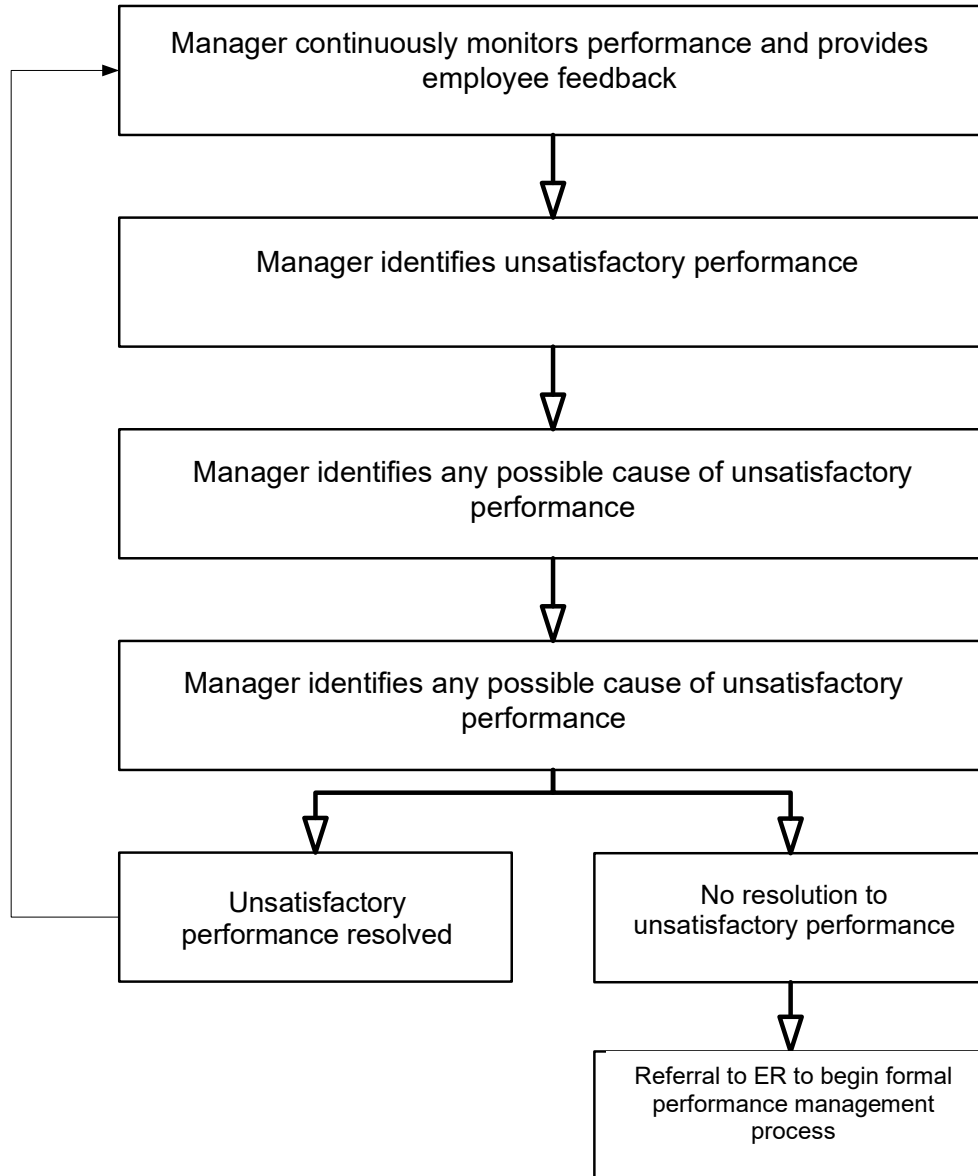 Manager continuously monitors performance and provides
employee feedback
Manager identifies unsatisfactory performance
Manager identifies any possible cause of unsatisfactory
performance
Manager identifies any possible cause of unsatisfactory
performance
Unsatisfactory
performance resolved
No resolution to
unsatisfactory performance
Referral to ER to begin formal
performance management
process